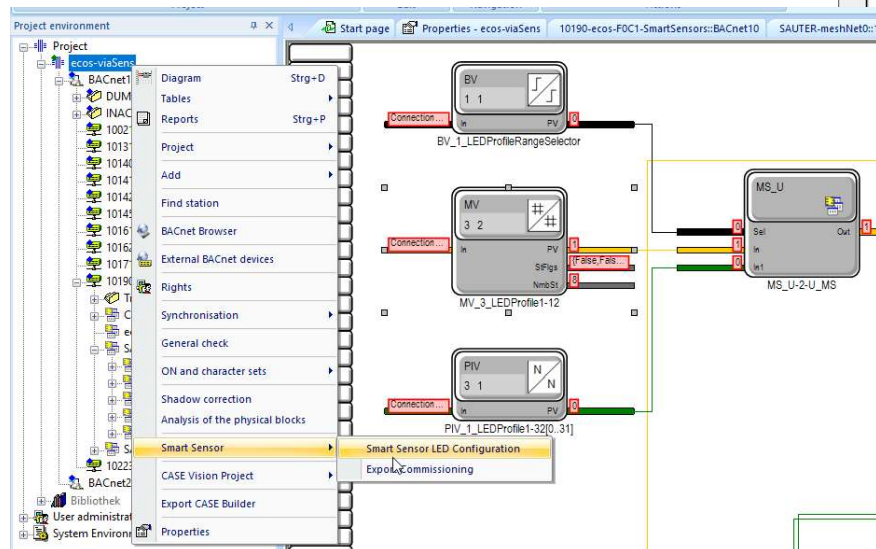 Project environment
Start page
Properties - ecos-viaSens
10190-ecos-F0C1-SmartSensors::BACnet10
SAUTER-meshNet0::
Project
ecos-viaSens
BACnet1
DUM
INAC
1002
1013
1014
1014
1014
1014
1016
1016
1017
1019
T
C
e
S
S
1022
BACnet2
Bibliothek
User administrat
System Environm
Diagram Strg+D
Tables
Reports Strg+P
Project
Add
Find station
BACnet Browser
External BACnet devices
Rights
Synchronisation
General check
ON and character sets
Shadow correction
Analysis of the physical blocks
Smart Sensor
CASE Vision Project
Export CASE Builder
Properties
Smart Sensor LED Configuration
Export Commissioning
BV
1 1
Connection...
In
PV
0
BV_1_LEDProfileRangeSelector
MV
3 2
Connection...
In
PV
1
StFlgs
(False,Fals...
NmbSt
8
MV_3_LEDProfile1-12
PIV
3 1
Connection...
In
PV
0
PIV_1_LEDProfile1-32[0..31]
MS_U
0
Sel
Out
1
1
In
0
In1
MS_U-2-U_MS